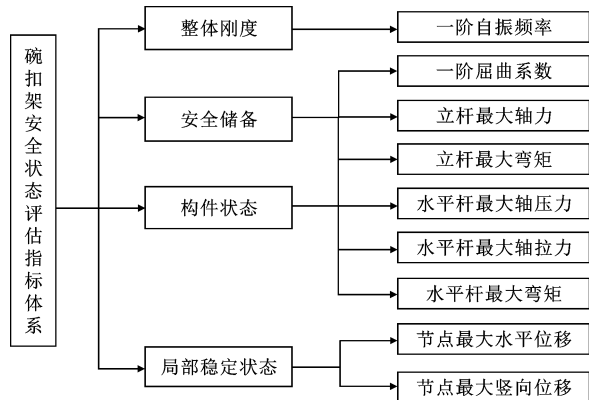 碗扣架安全状态评估指标体系
整体刚度
安全储备
构件状态
局部稳定状态
一阶自振频率
一阶屈曲系数
立杆最大轴力
立杆最大弯矩
水平杆最大轴压力
水平杆最大轴拉力
水平杆最大弯矩
节点最大水平位移
节点最大竖向位移